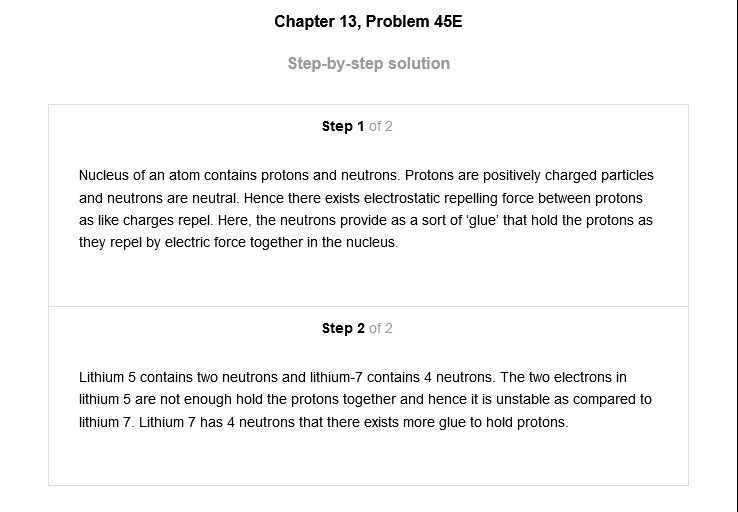 Chapter 13, Problem 45E
Step-by-step solution
Step 1 of 2
Nucleus of an atom contains protons and neutrons. Protons are positively charged particles
and neutrons are neutral. Hence there exists electrostatic repelling force between protons
as like charges repel. Here, the neutrons provide as a sort of ‘glue’ that hold the protons as
they repel by electric force together in the nucleus.
Step 2 of 2
Lithium 5 contains two neutrons and lithium-7 contains 4 neutrons. The two electrons in
lithium 5 are not enough hold the protons together and hence it is unstable as compared to
lithium 7. Lithium 7 has 4 neutrons that there exists more glue to hold protons.